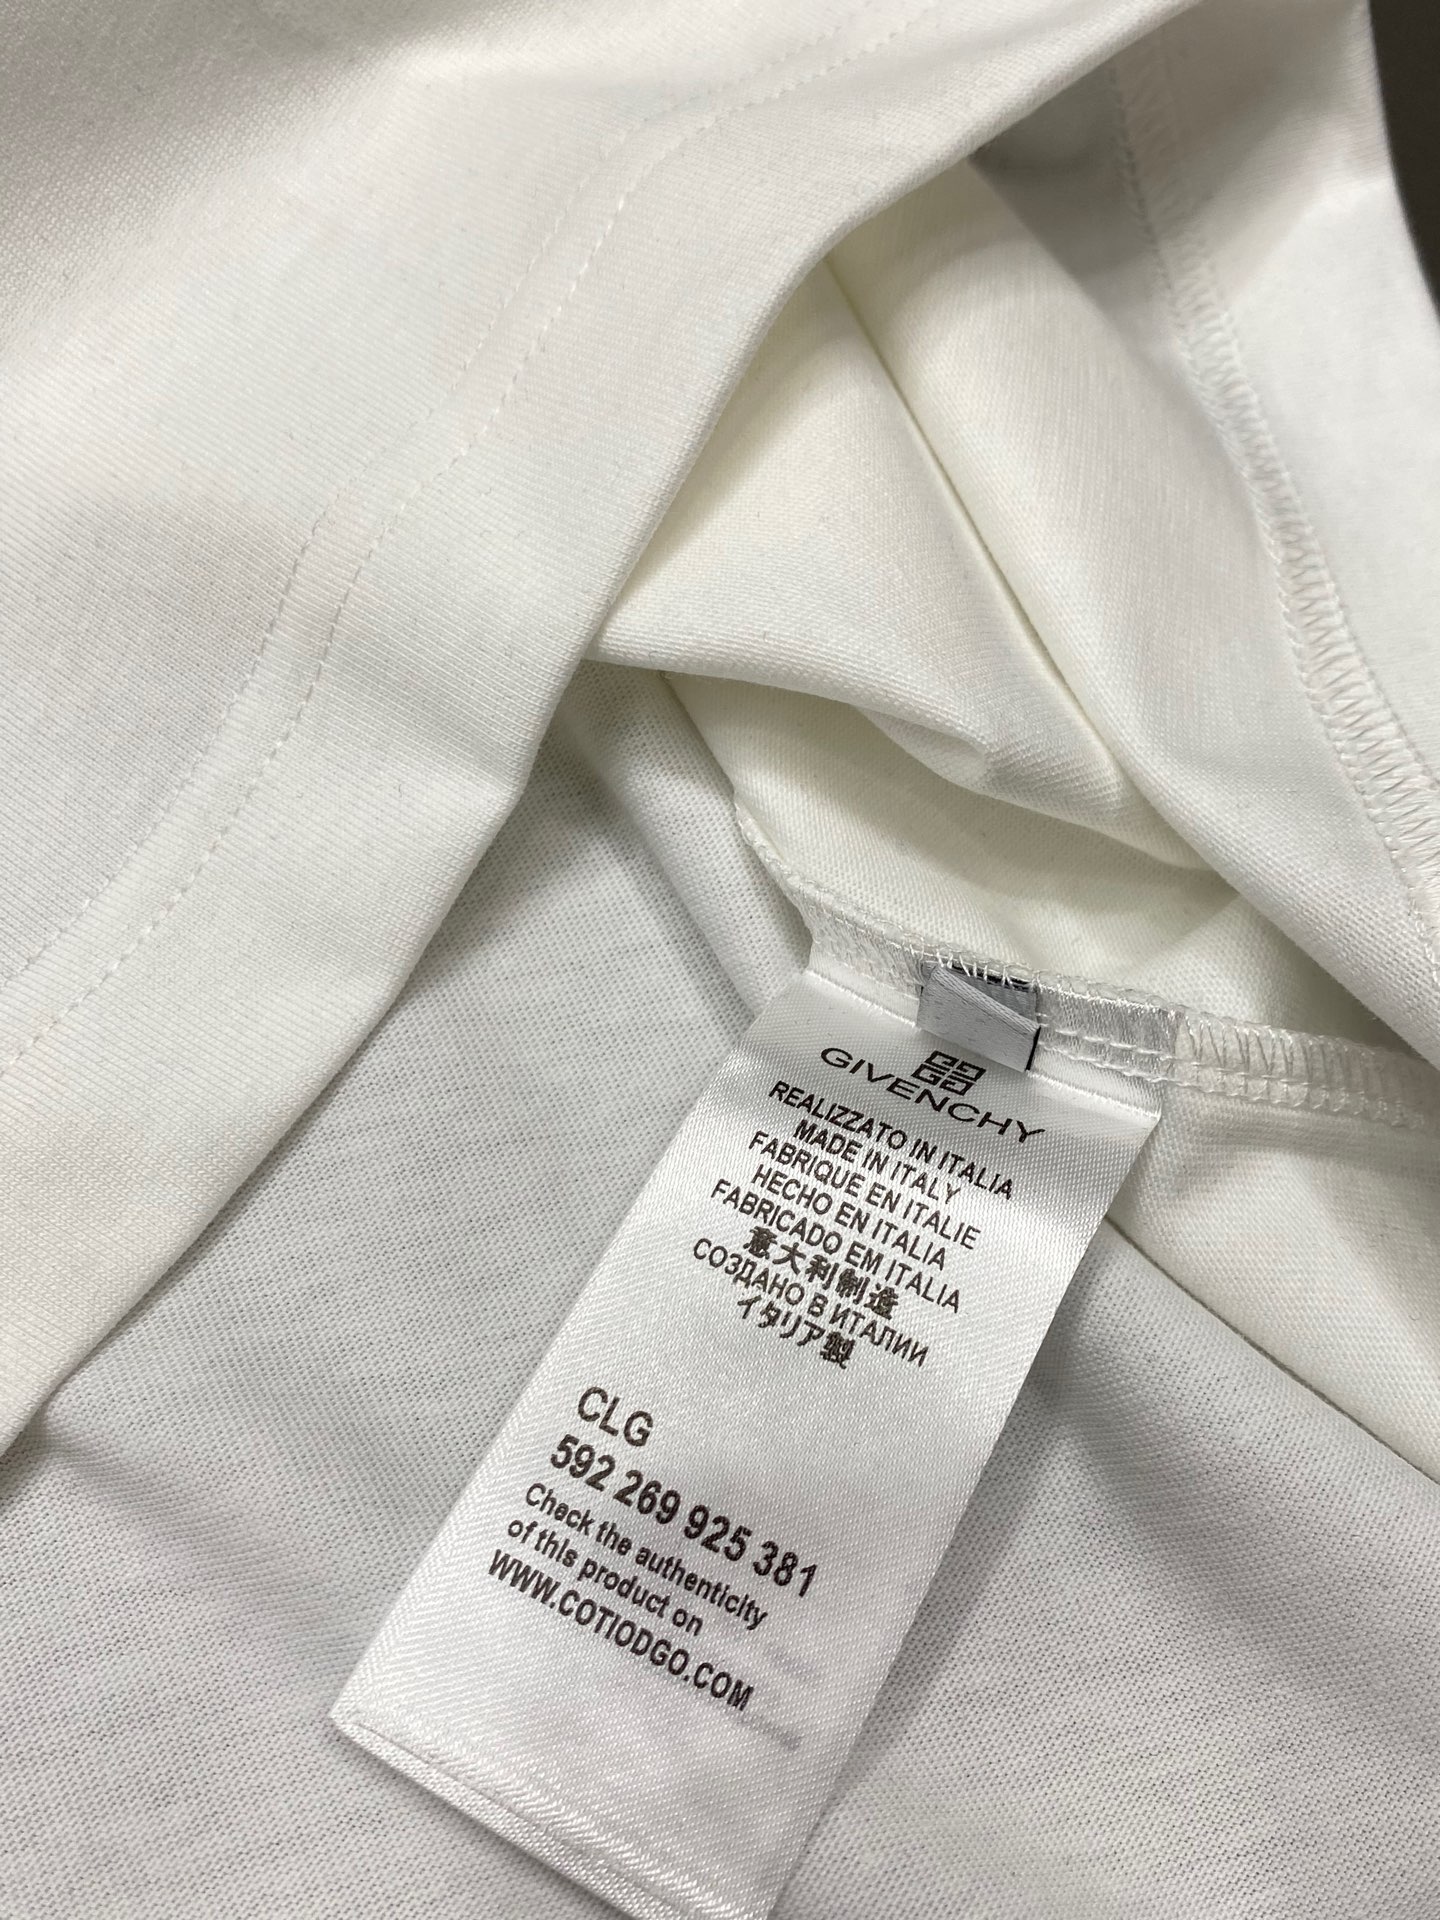 GIVENCHY
REALIZZATO IN ITALIA
MADE IN ITALY
FABRIQUE EN ITALIE
HECHO EN ITALIA
FABRICADO EM ITALIA
意大利制造
СОЗДАНО В ИТАЛИИ
イタリア製
CLG
592 269 925 381
Check the authenticity
of this product on
WWW.COTIODGO.COM